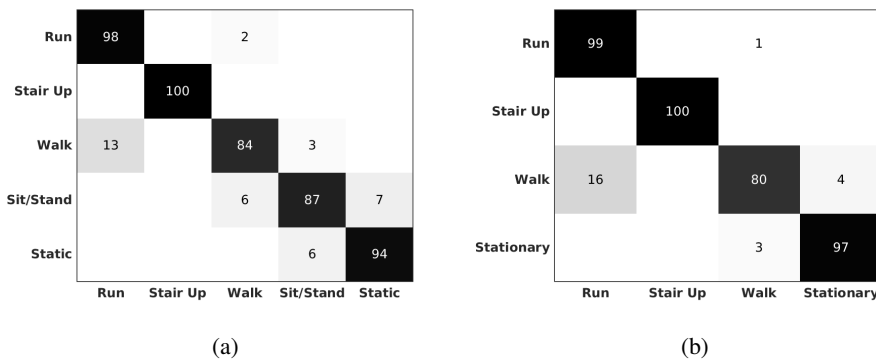 Run 98 2
Stair Up 100
Walk 13 84 3
Sit/Stand 6 87 7
Static 6 94
Run Stair Up Walk Sit/Stand Static
(a)
Run 99 1
Stair Up 100
Walk 16 80 4
Stationary 3 97
Run Stair Up Walk Stationary
(b)